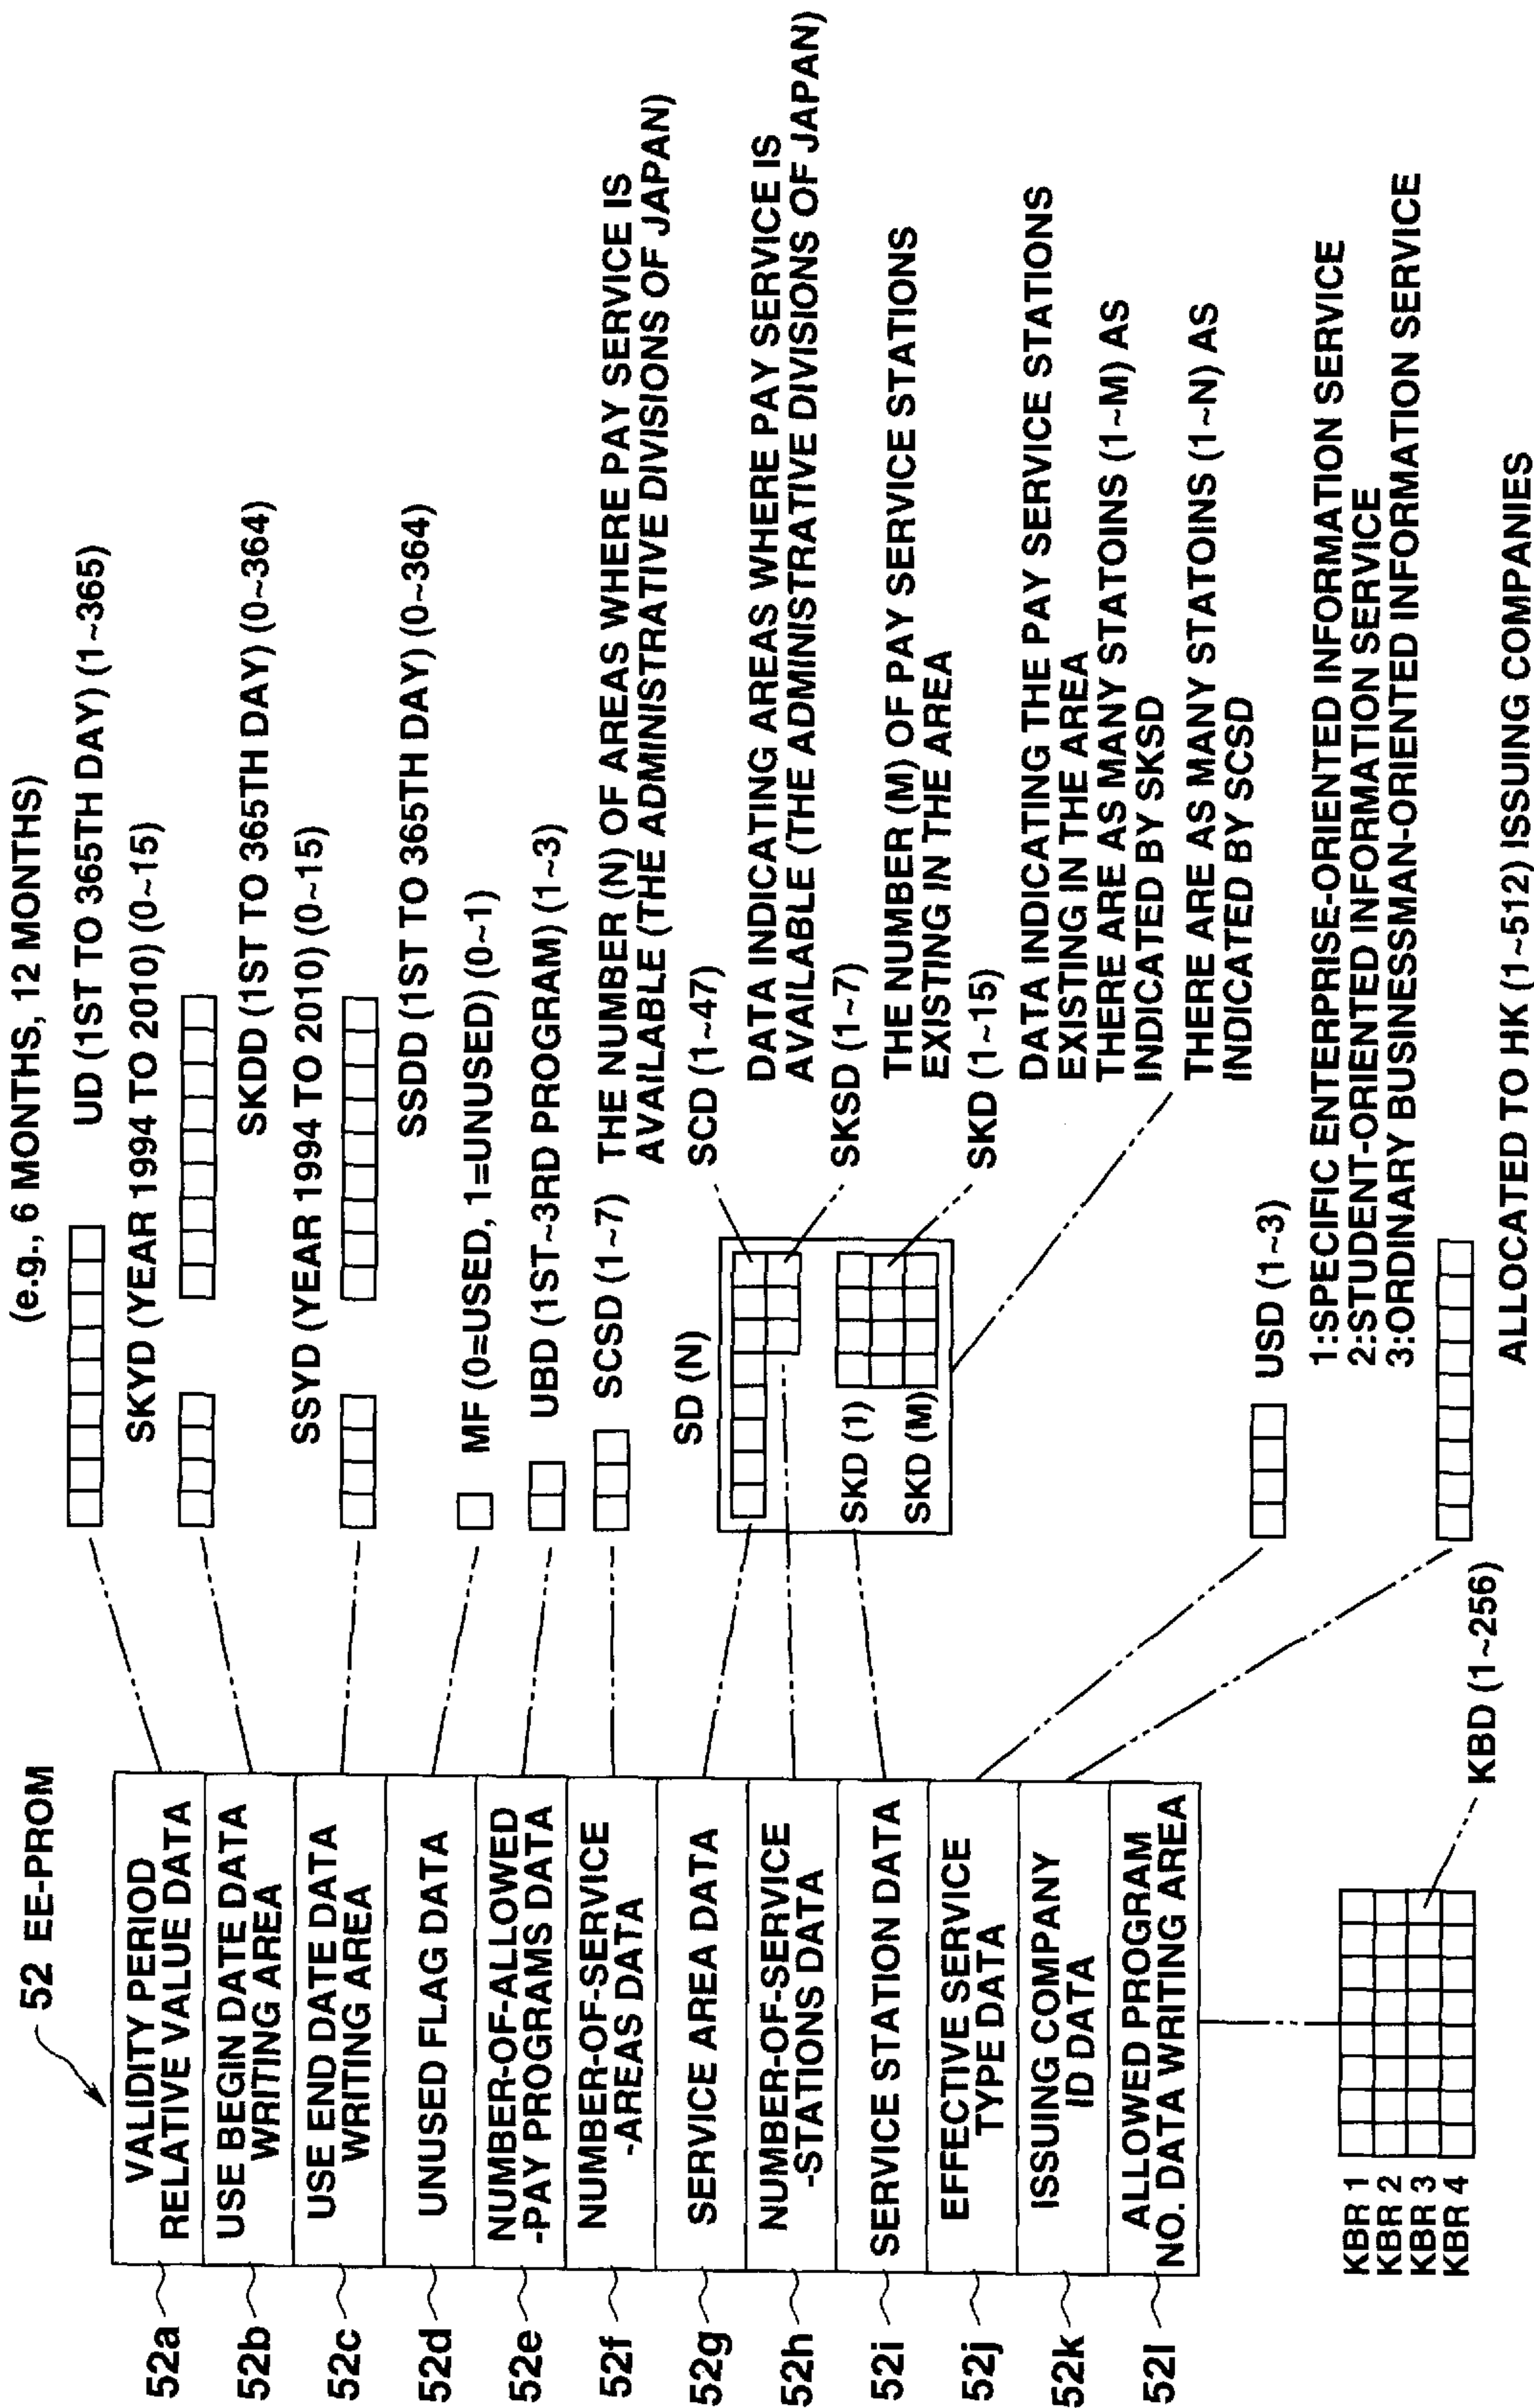 52 EE-PROM
52a
VALIDITY PERIOD
RELATIVE VALUE DATA
52b
USE BEGIN DATE DATA
WRITING AREA
52c
USE END DATE DATA
WRITING AREA
52d
UNUSED FLAG DATA
52e
NUMBER-OF-ALLOWED
-PAY PROGRAMS DATA
52f
NUMBER-OF-SERVICE
-AREAS DATA
52g
SERVICE AREA DATA
52h
NUMBER-OF-SERVICE
-STATIONS DATA
52i
SERVICE STATION DATA
52j
EFFECTIVE SERVICE
TYPE DATA
52k
ISSUING COMPANY
ID DATA
52l
ALLOWED PROGRAM
NO. DATA WRITING AREA
KBR 1
KBR 2
KBR 3
KBR 4
KBD (1~256)
(e.g., 6 MONTHS, 12 MONTHS)
UD (1ST TO 365TH DAY) (1~365)
SKYD (YEAR 1994 TO 2010) (0~15)
SKDD (1ST TO 365TH DAY) (0~364)
SSYD (YEAR 1994 TO 2010) (0~15)
SSDD (1ST TO 365TH DAY) (0~364)
MF (0=USED, 1=UNUSED) (0~1)
UBD (1ST~3RD PROGRAM) (1~3)
SCSD (1~7)
THE NUMBER (N) OF AREAS WHERE PAY SERVICE IS
AVAILABLE (THE ADMINISTRATIVE DIVISIONS OF JAPAN)
SD (N)
SCD (1~47)
DATA INDICATING AREAS WHERE PAY SERVICE IS
AVAILABLE (THE ADMINISTRATIVE DIVISIONS OF JAPAN)
SKSD (1~7)
THE NUMBER (M) OF PAY SERVICE STATIONS
EXISTING IN THE AREA
SKD (1)
SKD (M)
SKD (1~15)
DATA INDICATING THE PAY SERVICE STATIONS
EXISTING IN THE AREA
THERE ARE AS MANY STATOINS (1~M) AS
INDICATED BY SKSD
THERE ARE AS MANY STATOINS (1~N) AS
INDICATED BY SCSD
USD (1~3)
1:SPECIFIC ENTERPRISE-ORIENTED INFORMATION SERVICE
2:STUDENT-ORIENTED INFORMATION SERVICE
3:ORDINARY BUSINESSMAN-ORIENTED INFORMATION SERVICE
ALLOCATED TO HK (1~512) ISSUING COMPANIES